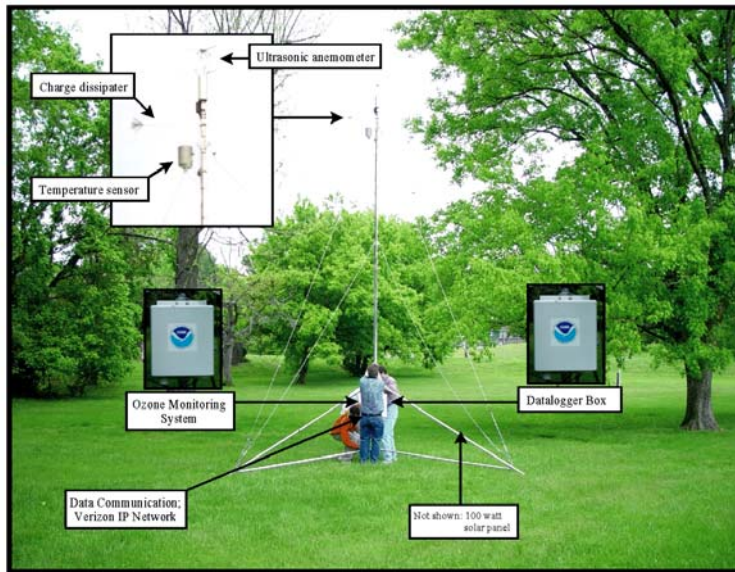 Ultrasonic anemometer
Charge dissipater
Temperature sensor
Ozone Monitoring
System
Datalogger Box
Data Communication;
Verizon IP Network
Not shown: 100 watt
solar panel